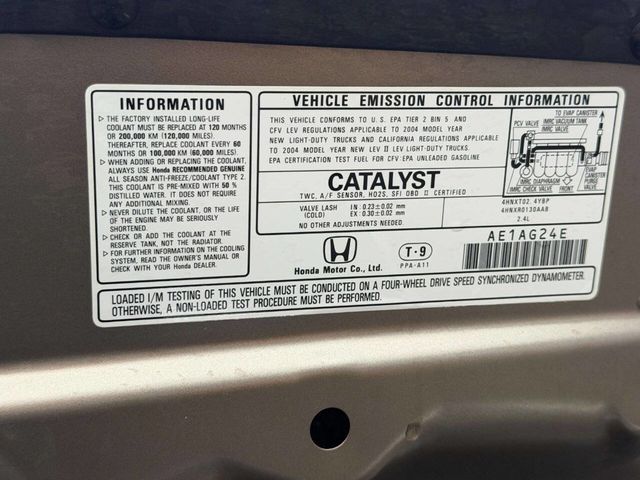 INFORMATION
▷ THE FACTORY INSTALLED LONG-LIFE
COOLANT MUST BE REPLACED AT 120 MONTHS
OR 200,000 KM (120,000 MILES).
THEREAFTER, REPLACE COOLANT EVERY 60
MONTHS OR 100,000 KM (60,000 MILES).
▷ WHEN ADDING OR REPLACING THE COOLANT,
ALWAYS USE Honda RECOMMENDED GENUINE
ALL SEASON ANTI-FREEZE/COOLANT TYPE 2.
THIS COOLANT IS PRE-MIXED WITH 50 %
DISTILLED WATER. IT DOES NOT REQUIRE
ANY ADDITIONAL MIXING.
▷ NEVER DILUTE THE COOLANT, OR THE LIFE
OF THE ENGINE MAY BE SERIOUSLY
SHORTENED.
▷ CHECK OR ADD THE COOLANT AT THE
RESERVE TANK, NOT THE RADIATOR.
▷ FOR FURTHER INFORMATION ON THE COOLING
SYSTEM, READ THE OWNER'S MANUAL OR
CHECK WITH YOUR Honda DEALER.
VEHICLE EMISSION CONTROL INFORMATION
THIS VEHICLE CONFORMS TO U.S. EPA TIER 2 BIN 5 AND
CFV LEV REGULATIONS APPLICABLE TO 2004 MODEL YEAR
NEW LIGHT-DUTY TRUCKS AND CALIFORNIA REGULATIONS APPLICABLE
TO 2004 MODEL YEAR NEW LEV II LIGHT-DUTY TRUCKS.
EPA CERTIFICATION TEST FUEL FOR CFV:EPA UNLEADED GASOLINE
CATALYST
TWC, A/F SENSOR, HO2S, SFI OBD II CERTIFIED
VALVE LASH IN : 0.23±0.02 mm
(COLD) EX: 0.30±0.02 mm
NO OTHER ADJUSTMENTS NEEDED.
TO EVAP CANISTER
PCV VALVE
IMRC VACUUM TANK
TO EVAP CANISTER
PURGE VALVE
IMRC DIAPHRAGM
IMRC CHECK VALVE
FRONT
4HNXT02.4YBP
4HNXR0130AAB
2.4L
Honda Motor Co., Ltd.
T-9
PPA-A11
AE1AG24E
LOADED I/M TESTING OF THIS VEHICLE MUST BE CONDUCTED ON A FOUR-WHEEL DRIVE SPEED SYNCHRONIZED DYNAMOMETER.
OTHERWISE, A NON-LOADED TEST PROCEDURE MUST BE PERFORMED.